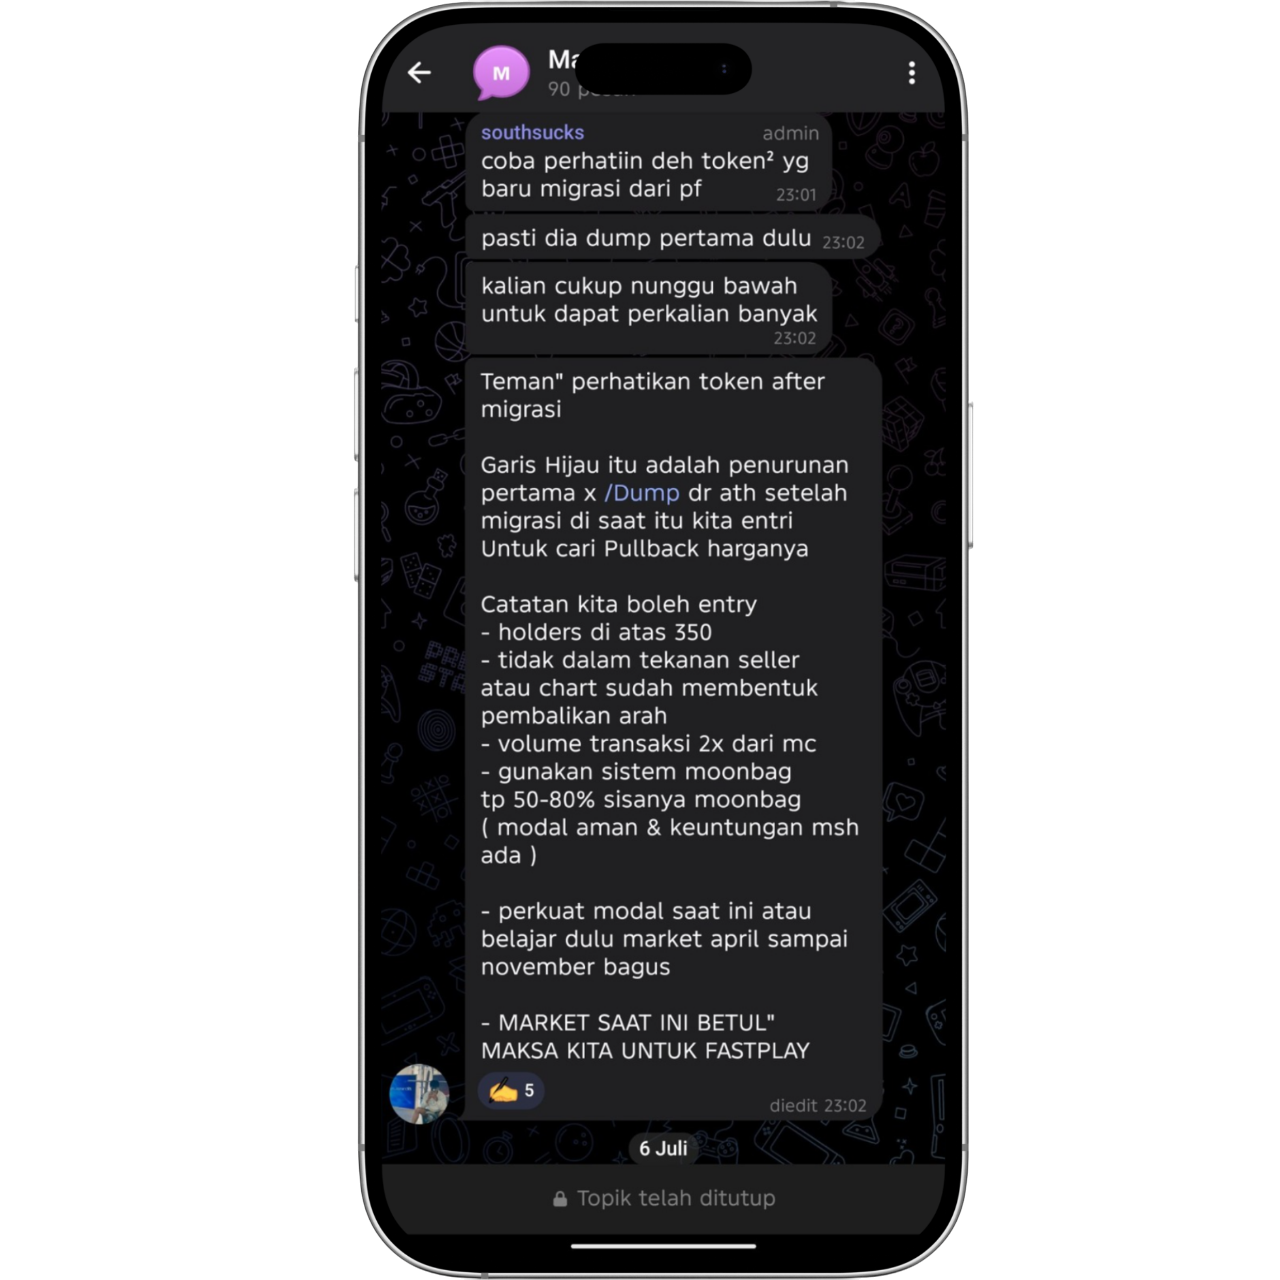 M
Ma
90
southsucks admin
coba perhatiin deh token² yg
baru migrasi dari pf 23:01
pasti dia dump pertama dulu 23:02
kalian cukup nunggu bawah
untuk dapat perkalian banyak
23:02
Teman" perhatikan token after
migrasi
Garis Hijau itu adalah penurunan
pertama x /Dump dr ath setelah
migrasi di saat itu kita entri
Untuk cari Pullback harganya
Catatan kita boleh entry
- holders di atas 350
- tidak dalam tekanan seller
atau chart sudah membentuk
pembalikan arah
- volume transaksi 2x dari mc
- gunakan sistem moonbag
tp 50-80% sisanya moonbag
( modal aman & keuntungan msh
ada )
- perkuat modal saat ini atau
belajar dulu market april sampai
november bagus
- MARKET SAAT INI BETUL"
MAKSA KITA UNTUK FASTPLAY
5
diedit 23:02
6 Juli
Topik telah ditutup